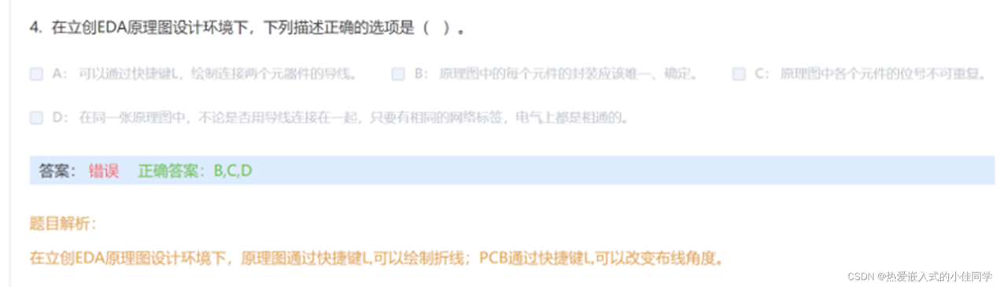 4. 在立创EDA原理图设计环境下，下列描述正确的选项是（ ）。
A： 可以通过快捷键L，绘制连接两个元器件的导线。 B： 原理图中的每个元件的封装应该唯一、确定。 C： 原理图中各个元件的位号不可重复。
D： 在同一张原理图中，不论是否用导线连接在一起，只要有相同的网络标签，电气上都是相通的。
答案： 错误 正确答案：B,C,D
题目解析：
在立创EDA原理图设计环境下，原理图通过快捷键L,可以绘制折线；PCB通过快捷键L,可以改变布线角度。
CSDN @热爱嵌入式的小佳同学